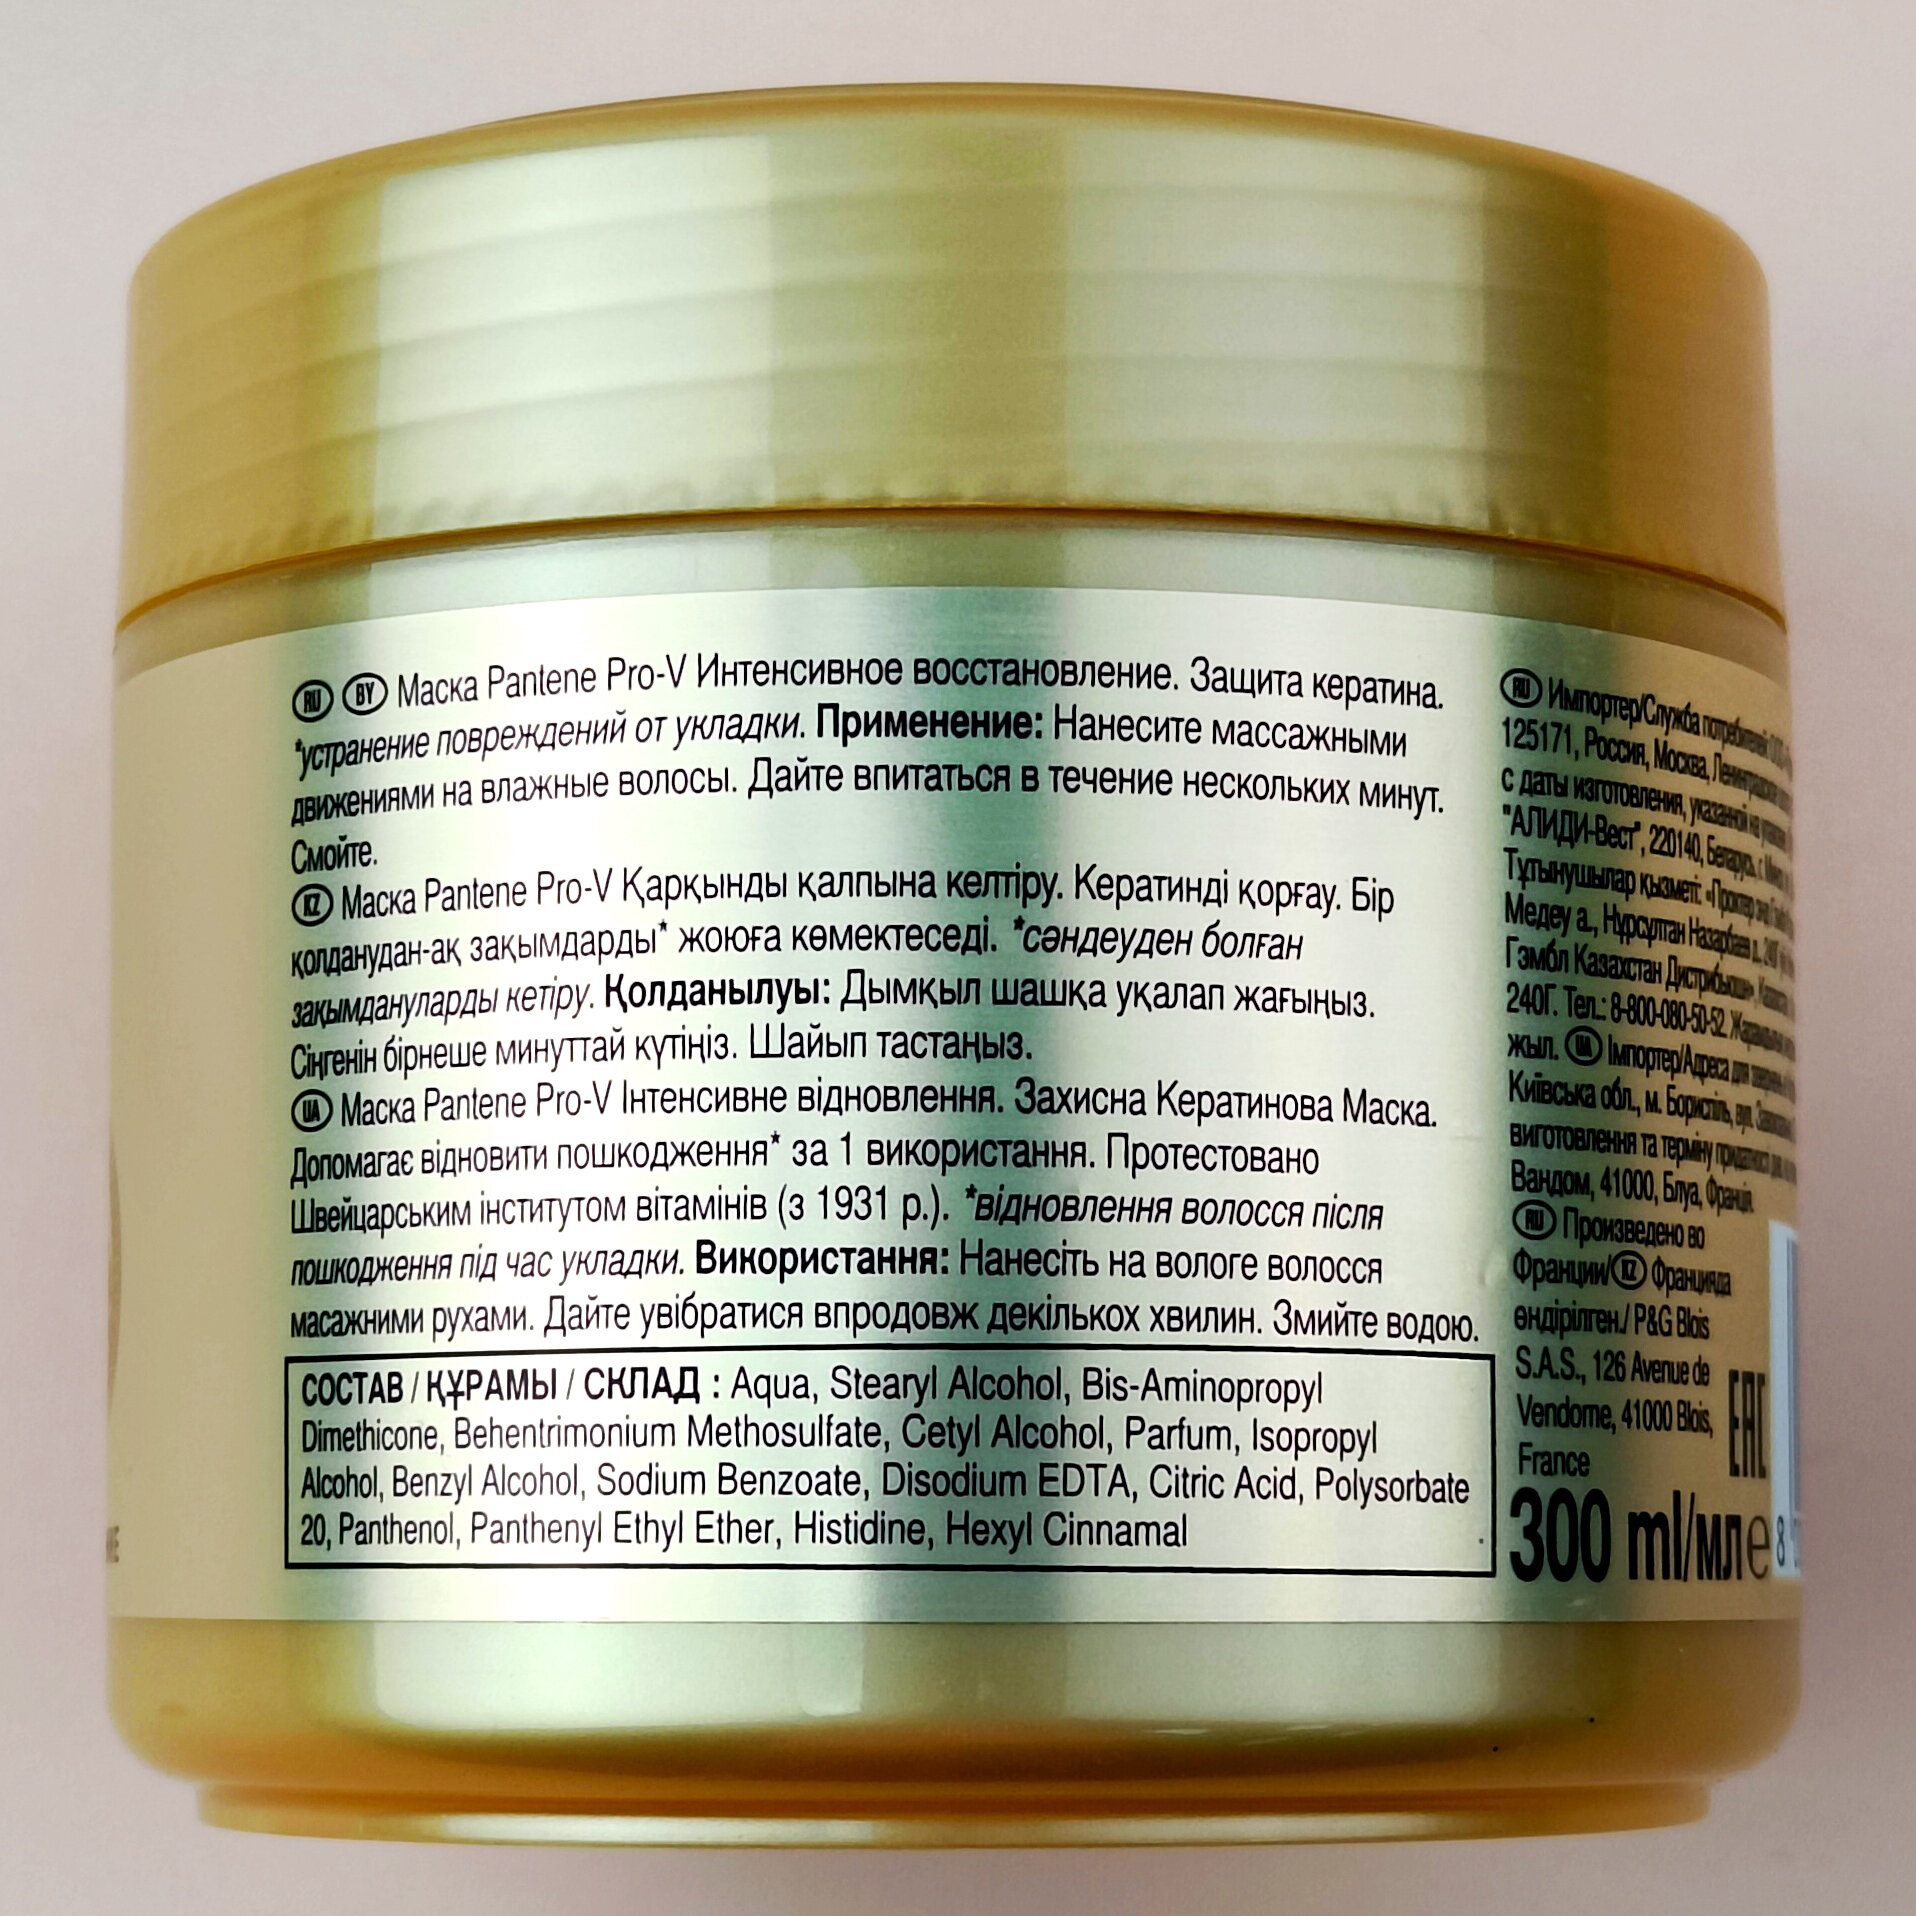 RU BY Маска Pantene Pro-V Интенсивное восстановление. Защита кератина.
*устранение повреждений от укладки. Применение: Нанесите массажными
движениями на влажные волосы. Дайте впитаться в течение нескольких минут.
Смойте.
KZ Маска Pantene Pro-V Қарқынды қалпына келтіру. Кератинді қорғау. Бір
қолданудан-ақ зақымдарды* жоюға көмектеседі. *сәндеуден болған
зақымдануларды кетіру. Қолданылуы: Дымқыл шашқа уқалап жағыңыз.
Сіңгенін бірнеше минуттай күтіңіз. Шайып тастаңыз.
UA Маска Pantene Pro-V Інтенсивне відновлення. Захисна Кератинова Маска.
Допомагає відновити пошкодження* за 1 використання. Протестовано
Швейцарським інститутом вітамінів (з 1931 р.). *відновлення волосся після
пошкодження під час укладки. Використання: Нанесіть на вологе волосся
масажними рухами. Дайте увібратися впродовж декількох хвилин. Змийте водою.
СОСТАВ / ҚҰРАМЫ / СКЛАД : Aqua, Stearyl Alcohol, Bis-Aminopropyl
Dimethicone, Behentrimonium Methosulfate, Cetyl Alcohol, Parfum, Isopropyl
Alcohol, Benzyl Alcohol, Sodium Benzoate, Disodium EDTA, Citric Acid, Polysorbate
20, Panthenol, Panthenyl Ethyl Ether, Histidine, Hexyl Cinnamal
RU Импортер/Служба потребителей
125171, Россия, Москва,
с даты изготовления, указанной на
"АЛИДИ-Вест", 220140, Беларусь, г.
Тұтынушылар қызметі:
Медеу а., Нұрсұлтан Назарбаев д.,
Гэмбл Казахстан Дистрибьюшн»,
240Г. Тел.: 8-800-080-50-52.
жыл. UA Імпортер/Адреса для
Київська обл., м. Бориспіль, вул.
виготовлення та терміну
Вандом, 41000, Блуа, Франція.
RU Произведено во
Франции/KZ Францияда
өндірілген./ P&G Blois
S.A.S., 126 Avenue de
Vendome, 41000 Blois,
France
EAC
300 ml/мл e
8